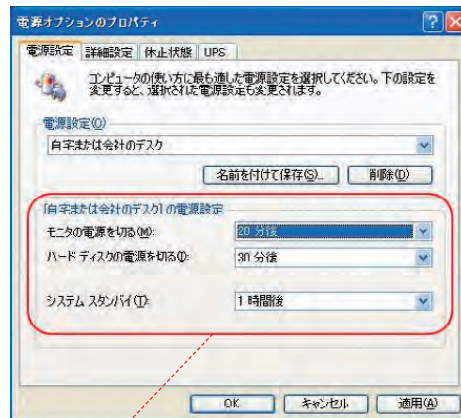 電源オプションのプロパティ
電源設定 詳細設定 休止状態 UPS
コンピュータの使い方に最も適した電源設定を選択してください。下の設定を
変更すると、選択された電源設定も変更されます。
電源設定(O)
自宅または会社のデスク
名前を付けて保存(S)... 削除(D)
[自宅または会社のデスク] の電源設定
モニタの電源を切る(M): 20 分後
ハード ディスクの電源を切る(I): 30 分後
システム スタンバイ(T): 1 時間後
OK キャンセル 適用(A)